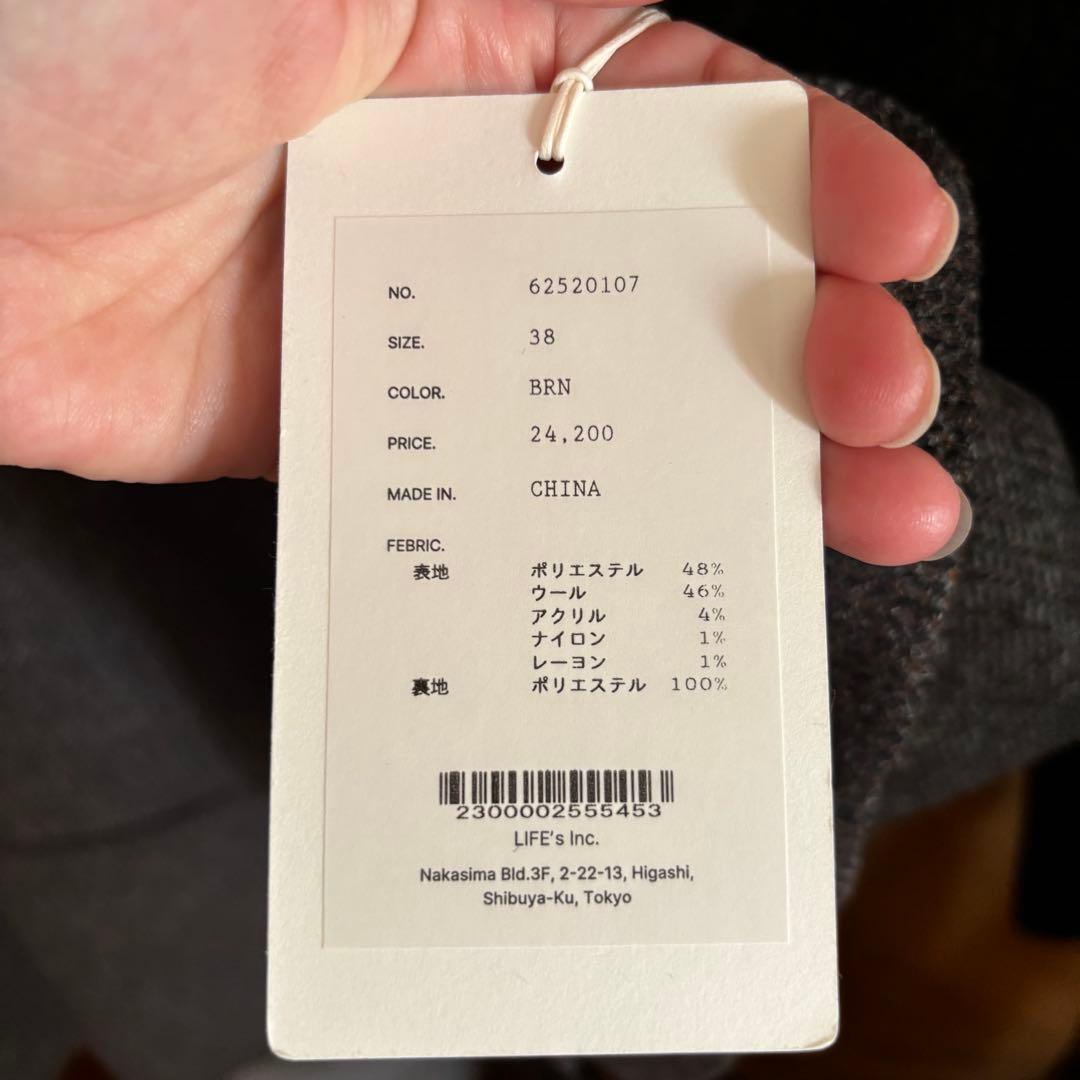 NO. 62520107
SIZE. 38
COLOR. BRN
PRICE. 24,200
MADE IN. CHINA
FEBRIC.
表地 ポリエステル 48%
ウール 46%
アクリル 4%
ナイロン 1%
レーヨン 1%
裏地 ポリエステル 100%
2300002555453
LIFE's Inc.
Nakasima Bld.3F, 2-22-13, Higashi,
Shibuya-Ku, Tokyo